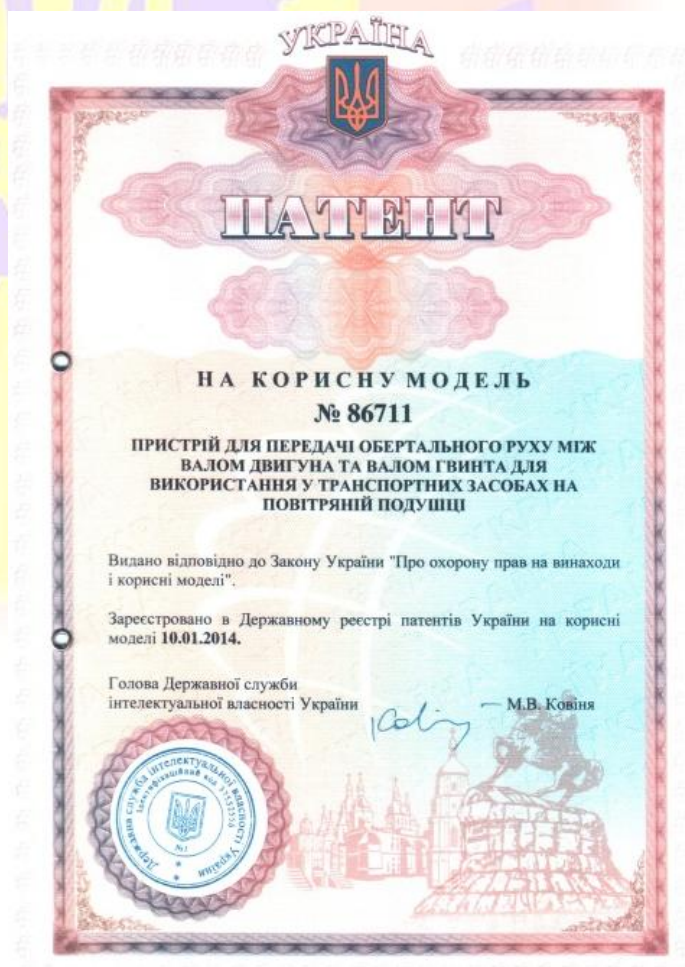 УКРАЇНА
ПАТЕНТ
НА КОРИСНУ МОДЕЛЬ
№ 86711
ПРИСТРІЙ ДЛЯ ПЕРЕДАЧІ ОБЕРТАЛЬНОГО РУХУ МІЖ
ВАЛОМ ДВИГУНА ТА ВАЛОМ ГВИНТА ДЛЯ
ВИКОРИСТАННЯ У ТРАНСПОРТНИХ ЗАСОБАХ НА
ПОВІТРЯНІЙ ПОДУШЦІ
Видано відповідно до Закону України "Про охорону прав на винаходи
і корисні моделі".
Зареєстровано в Державному реєстрі патентів України на корисні
моделі 10.01.2014.
Голова Державної служби
інтелектуальної власності України
М.В. Ковіня
Державна служба інтелектуальної власності України
Ідентифікаційний код
№1